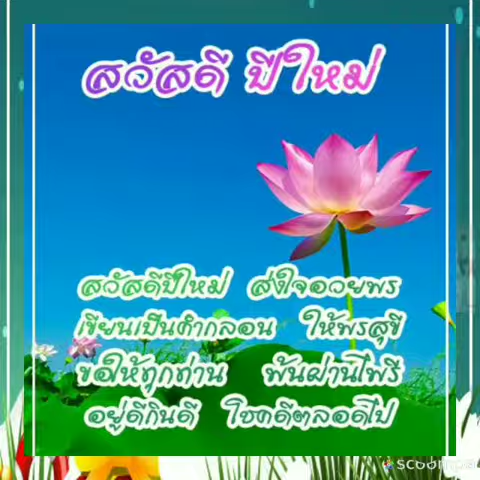 สวัสดี ปีใหม่
สวัสดีปีใหม่ ส่งใจอวยพร
เขียนเป็นคำกลอน ให้พรสุขี
ขอให้ทุกท่าน พ้นผ่านไพรี
อยู่ดีกินดี โชคดีตลอดไป